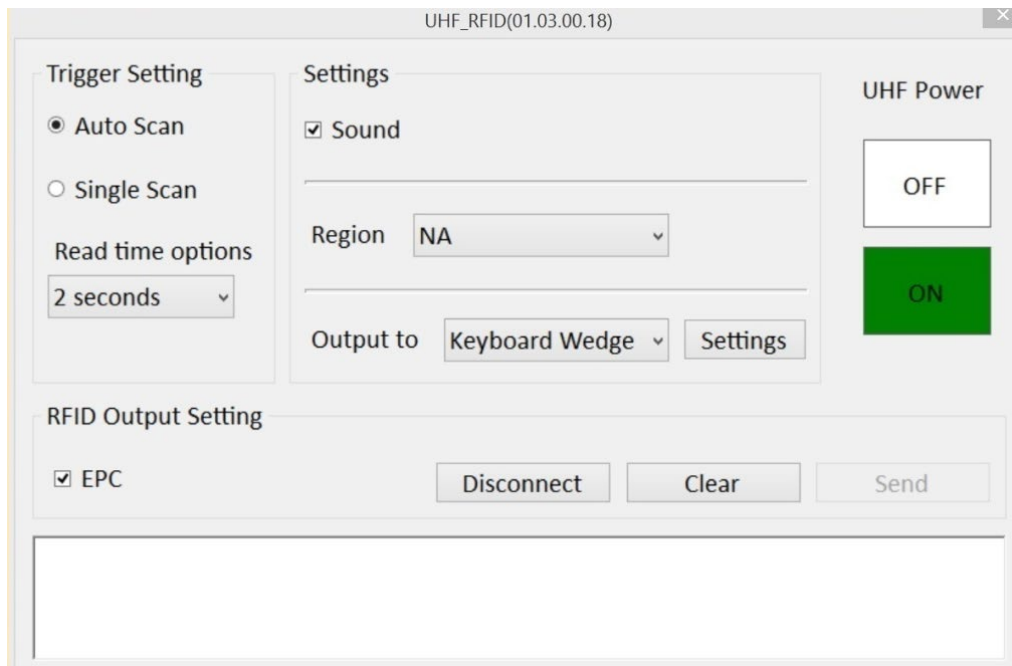 UHF_RFID(01.03.00.18)
Trigger Setting
Auto Scan
Single Scan
Read time options
2 seconds
Settings
Sound
Region NA
Output to Keyboard Wedge Settings
UHF Power
OFF
ON
RFID Output Setting
EPC Disconnect Clear Send